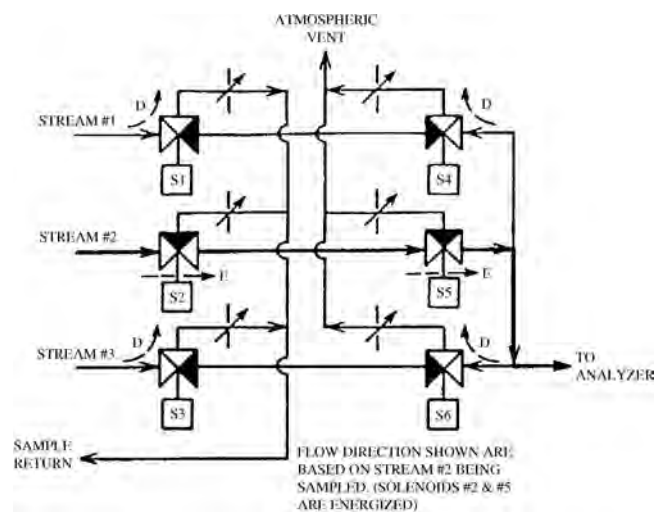 ATMOSPHERIC
VENT
D
D
STREAM #1
S1
S4
STREAM #2
E
E
S2
S5
STREAM #3
D
D
TO
ANALYZER
S3
S6
SAMPLE
RETURN
FLOW DIRECTION SHOWN ARE
BASED ON STREAM #2 BEING
SAMPLED. (SOLENOIDS #2 & #5
ARE ENERGIZED)